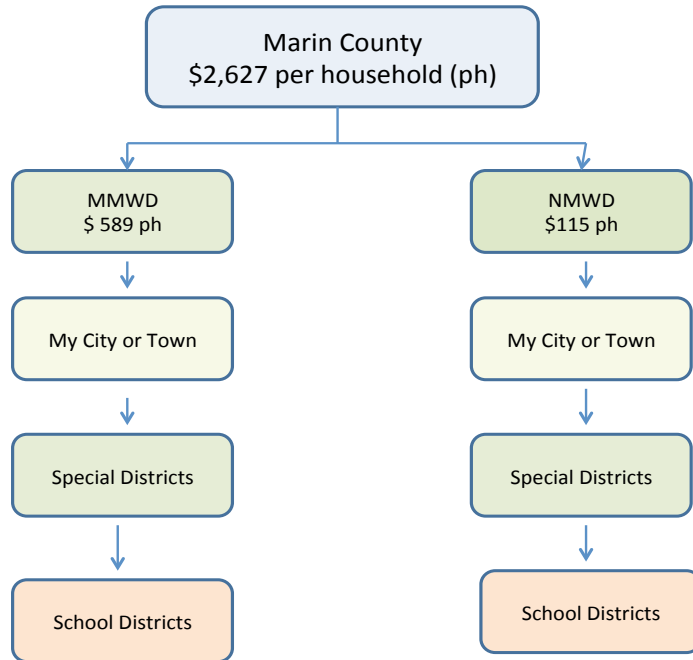 Marin County
$2,627 per household (ph)
MMWD
$ 589 ph
NMWD
$115 ph
My City or Town
My City or Town
Special Districts
Special Districts
School Districts
School Districts